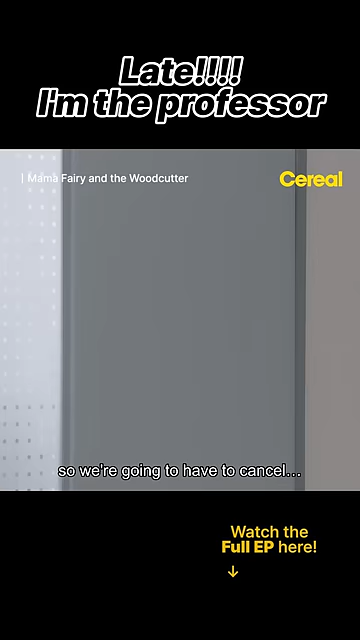 Late!!!!
I'm the professor
| Mama Fairy and the Woodcutter
Cereal
so we're going to have to cancel...
Watch the
Full EP here!
↓